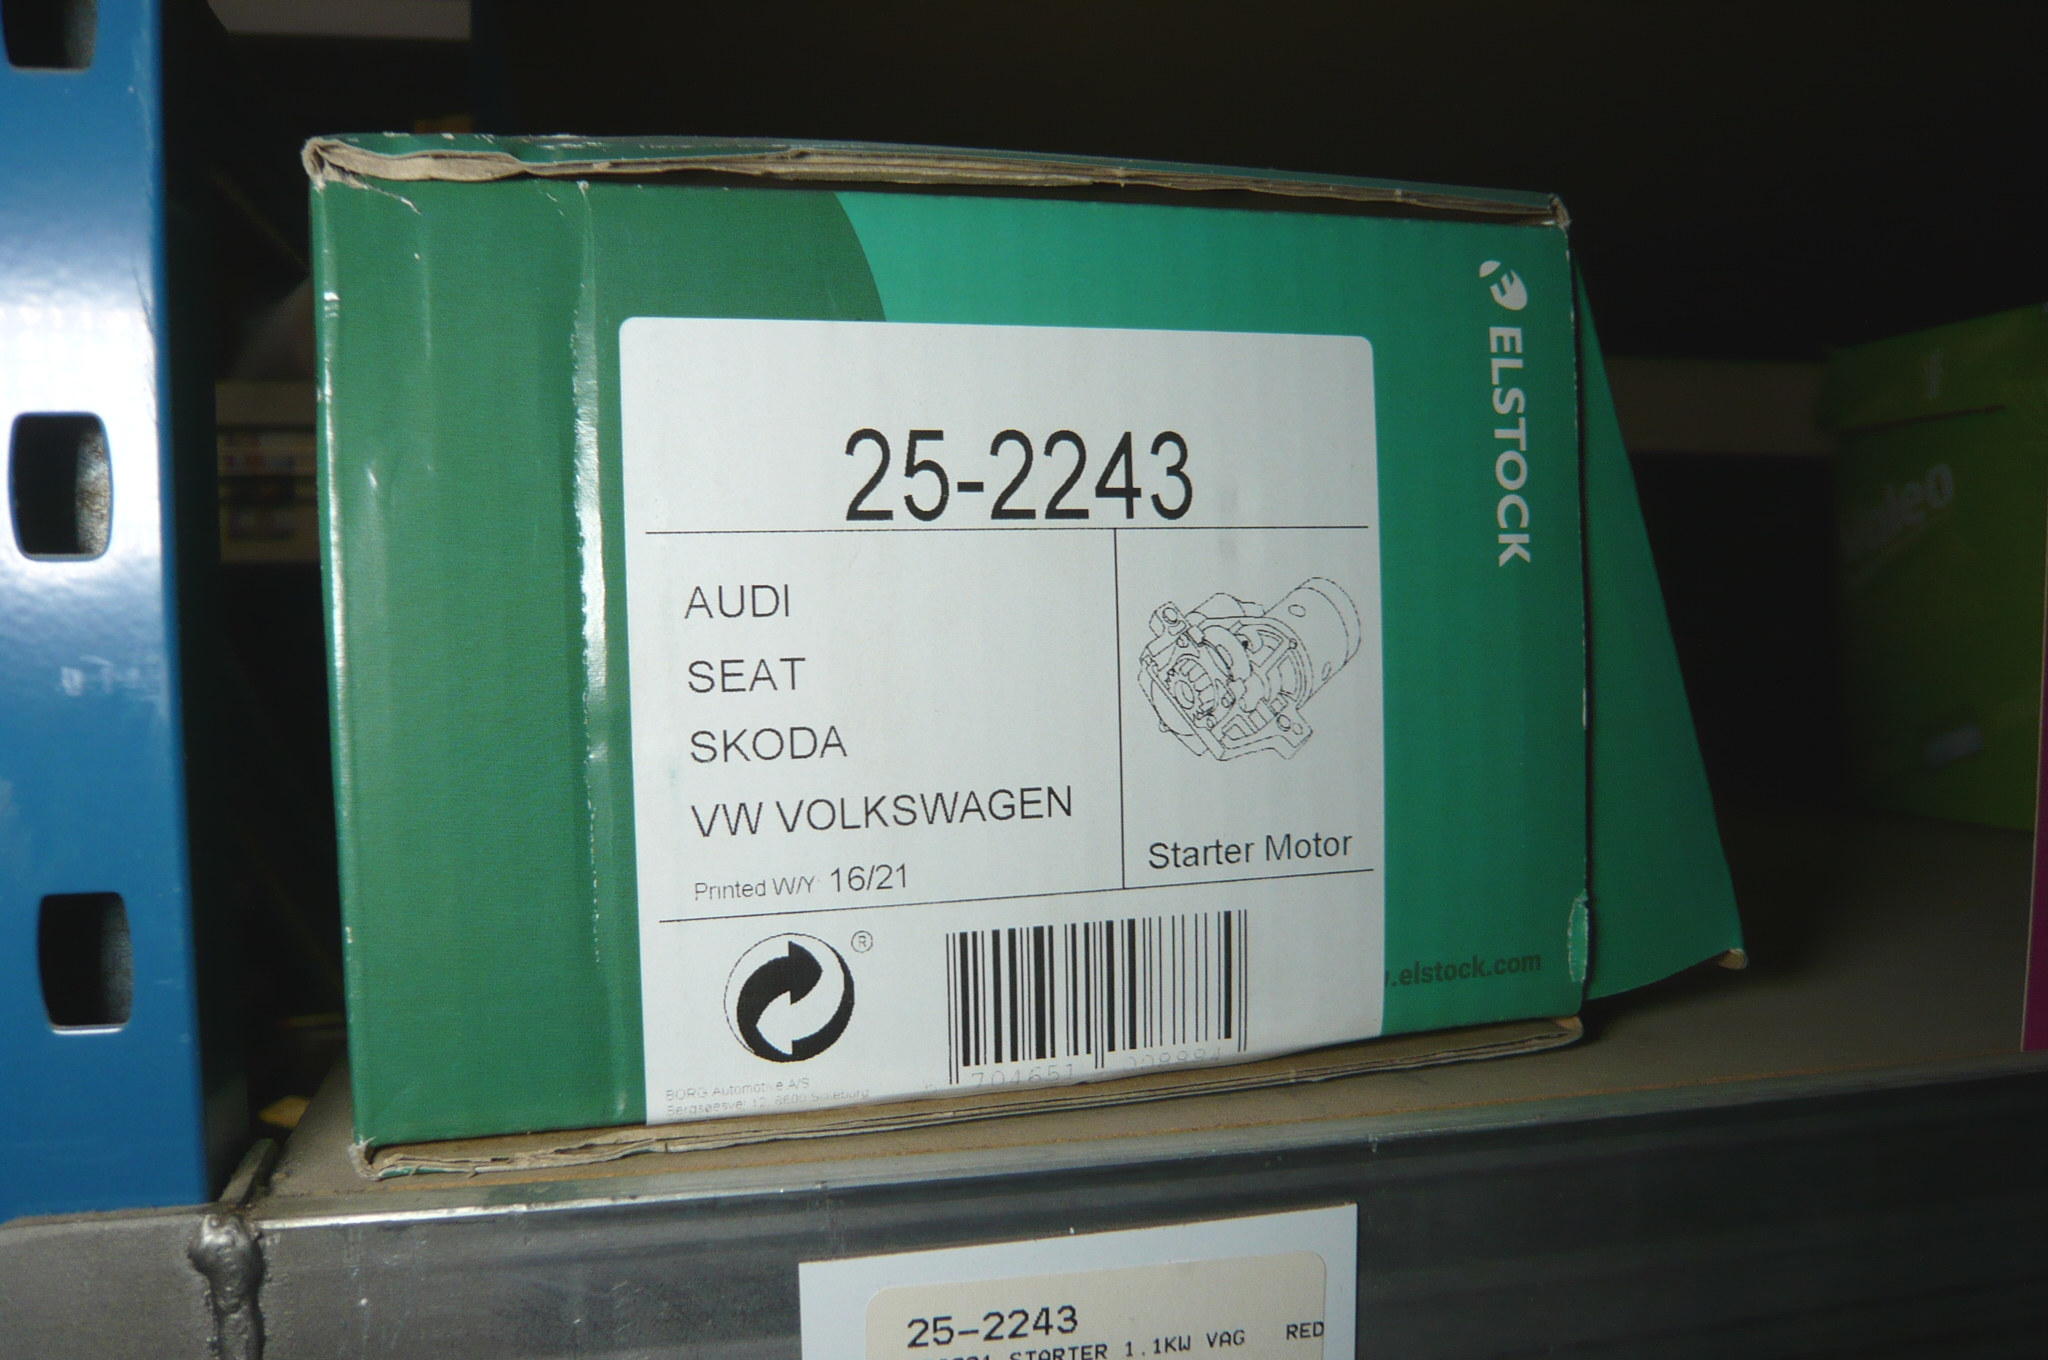 25-2243
ELSTOCK
AUDI
SEAT
SKODA
VW VOLKSWAGEN
Printed W/Y 16/21
Starter Motor
®
.elstock.com
BORG Automotive A/S
704651
25-2243
STARTER 1.1KW VAG RED